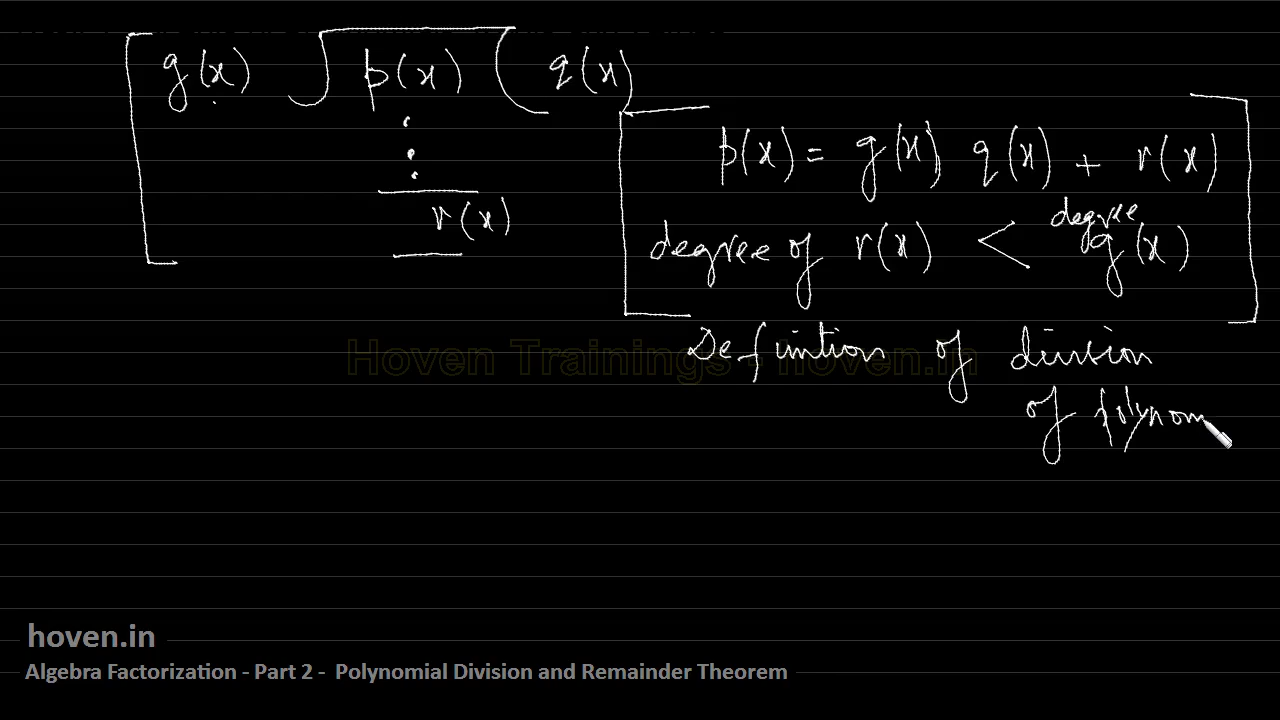 g(x) p(x) q(x)
r(x)
p(x) = g(x) q(x) + r(x)
degree of r(x) < degree g(x)
Defintion of division
of polynom
Hoven Trainings - hoven.in
hoven.in
Algebra Factorization - Part 2 - Polynomial Division and Remainder Theorem